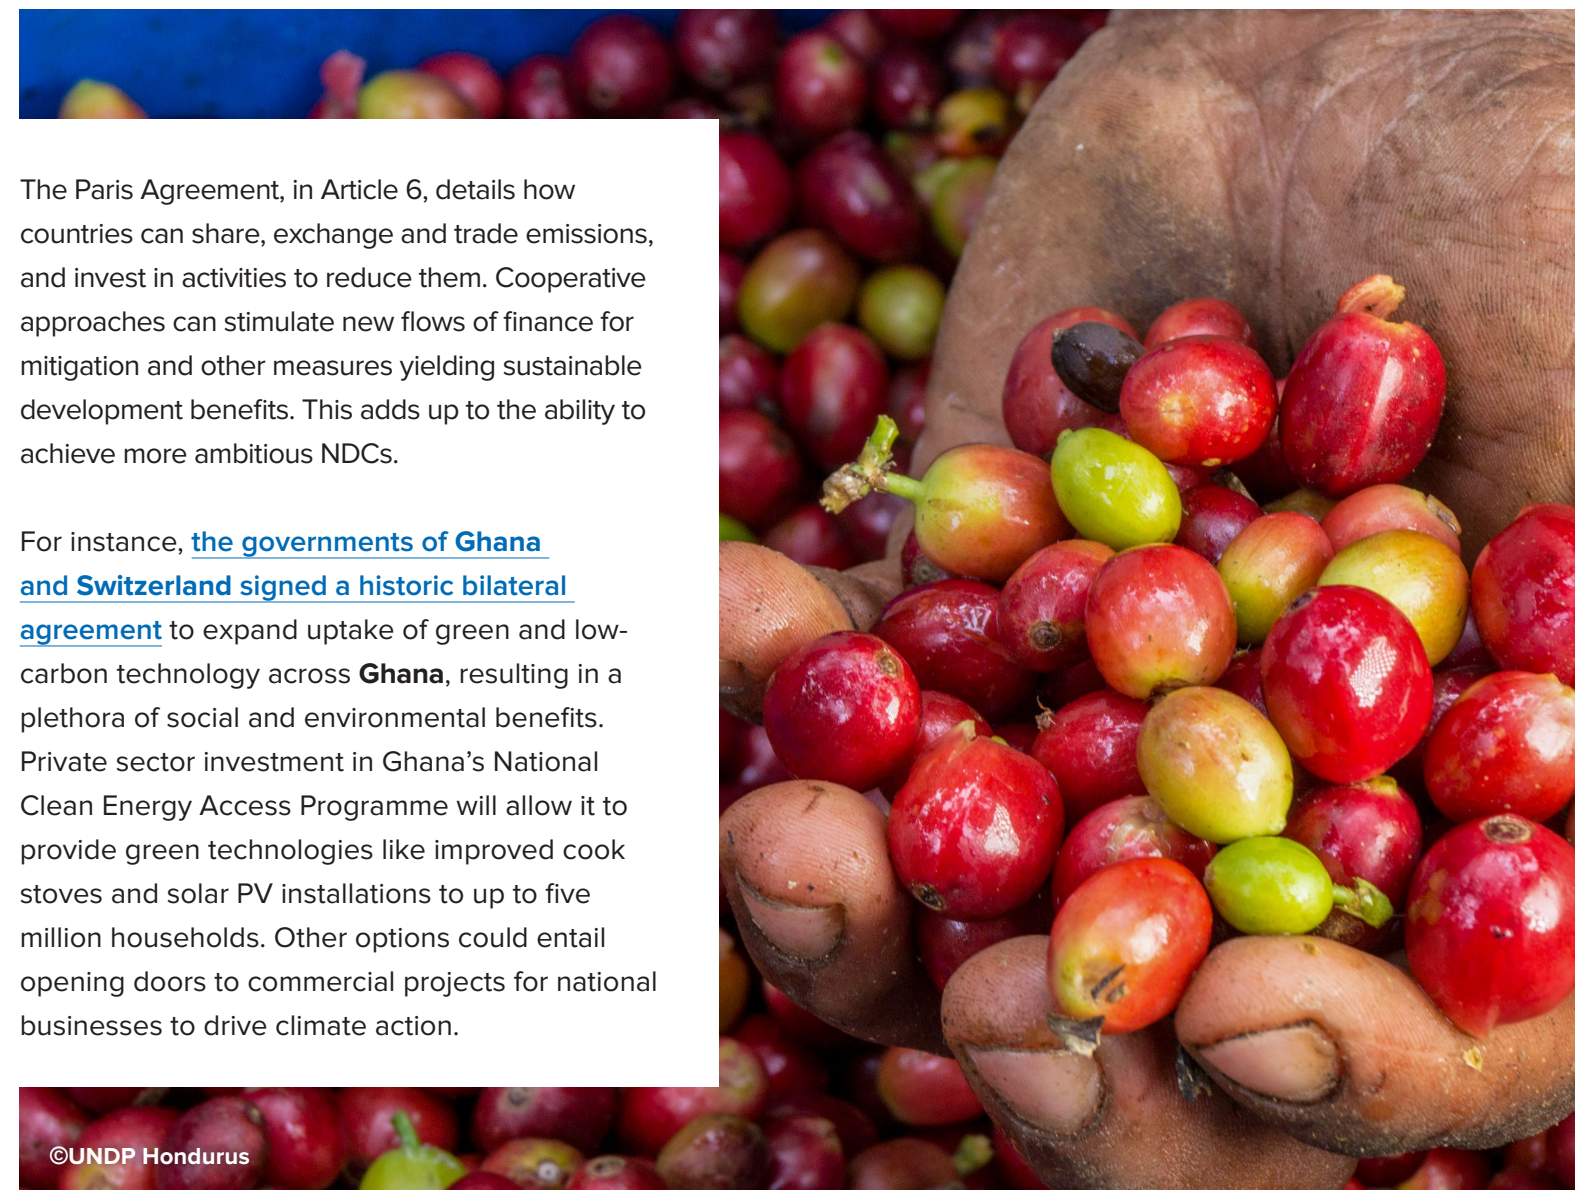 The Paris Agreement, in Article 6, details how
countries can share, exchange and trade emissions,
and invest in activities to reduce them. Cooperative
approaches can stimulate new flows of finance for
mitigation and other measures yielding sustainable
development benefits. This adds up to the ability to
achieve more ambitious NDCs.
For instance, the governments of Ghana
and Switzerland signed a historic bilateral
agreement to expand uptake of green and low-
carbon technology across Ghana, resulting in a
plethora of social and environmental benefits.
Private sector investment in Ghana’s National
Clean Energy Access Programme will allow it to
provide green technologies like improved cook
stoves and solar PV installations to up to five
million households. Other options could entail
opening doors to commercial projects for national
businesses to drive climate action.
©UNDP Hondurus